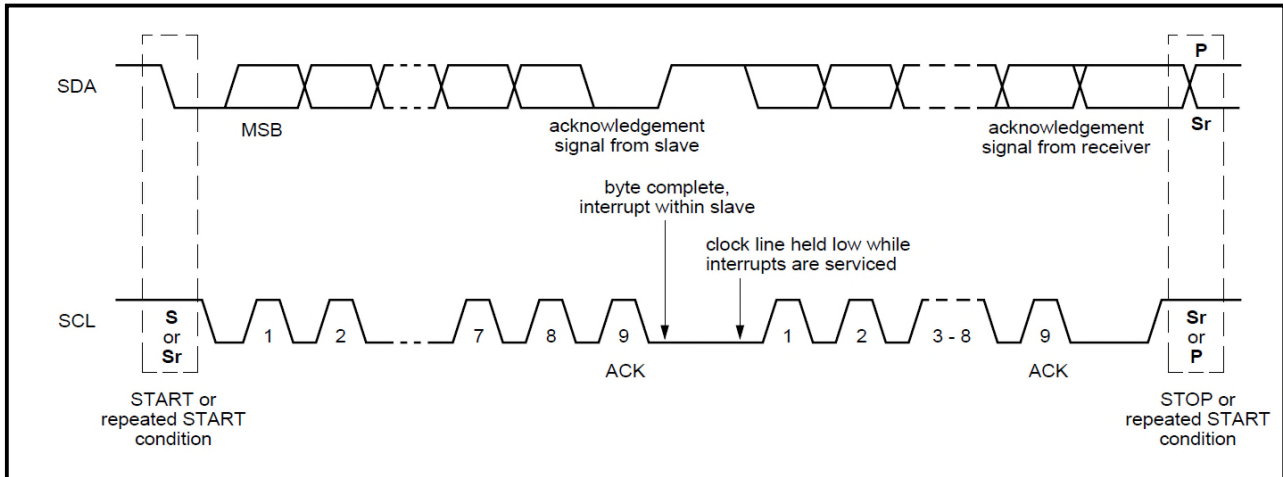 P
SDA
MSB
acknowledgement
signal from slave
acknowledgement
signal from receiver
Sr
byte complete,
interrupt within slave
clock line held low while
interrupts are serviced
SCL
S
or
Sr
1
2
7
8
9
1
2
3 - 8
9
Sr
or
P
ACK
ACK
START or
repeated START
condition
STOP or
repeated START
condition